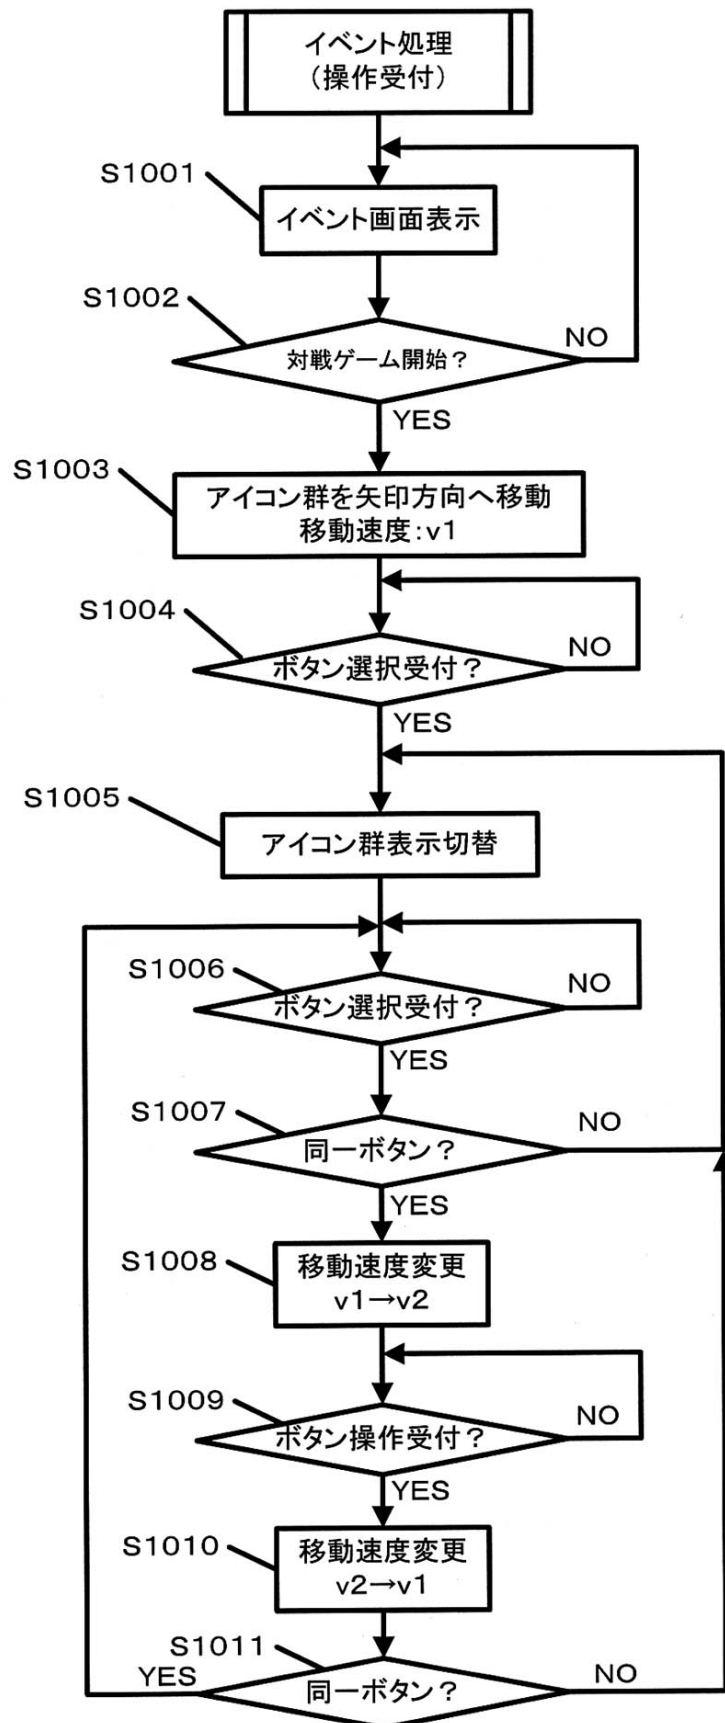 イベント処理
(操作受付)
S1001
イベント画面表示
S1002
対戦ゲーム開始?
NO
YES
S1003
アイコン群を矢印方向へ移動
移動速度:v1
S1004
ボタン選択受付?
NO
YES
S1005
アイコン群表示切替
S1006
ボタン選択受付?
NO
YES
S1007
同一ボタン?
NO
YES
S1008
移動速度変更
v1→v2
S1009
ボタン操作受付?
NO
YES
S1010
移動速度変更
v2→v1
S1011
YES
同一ボタン?
NO